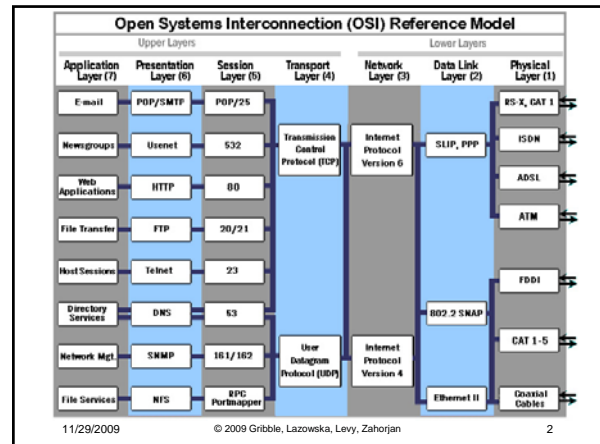 Open Systems Interconnection (OSI) Reference Model
Upper Layers
Lower Layers
Application
Layer (7)
Presentation
Layer (6)
Session
Layer (5)
Transport
Layer (4)
Network
Layer (3)
Data Link
Layer (2)
Physical
Layer (1)
E-mail
POP/SMTP
POP/25
RS-X, CAT 1
Newsgroups
Usenet
532
Transmission
Control
Protocol (TCP)
Internet
Protocol
Version 6
SLIP, PPP
ISDN
Web
Applications
HTTP
80
ADSL
File Transfer
FTP
20/21
ATM
Host Sessions
Telnet
23
FDDI
Directory
Services
DNS
53
802.2 SNAP
Network Mgt.
SNMP
161/162
User
Datagram
Protocol (UDP)
Internet
Protocol
Version 4
CAT 1-5
File Services
NFS
RPC
Portmapper
Ethernet II
Coaxial
Cables
11/29/2009
© 2009 Gribble, Lazowska, Levy, Zahorjan
2